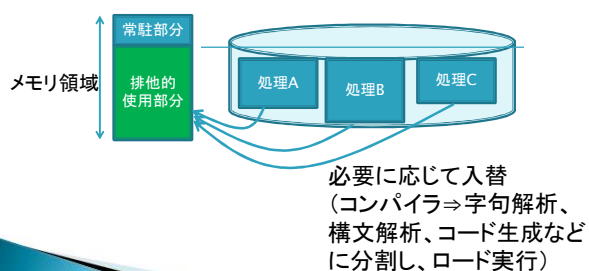 常駐部分
メモリ領域
排他的
使用部分
処理A
処理B
処理C
必要に応じて入替
（コンパイラ⇒字句解析、
構文解析、コード生成など
に分割し、ロード実行）